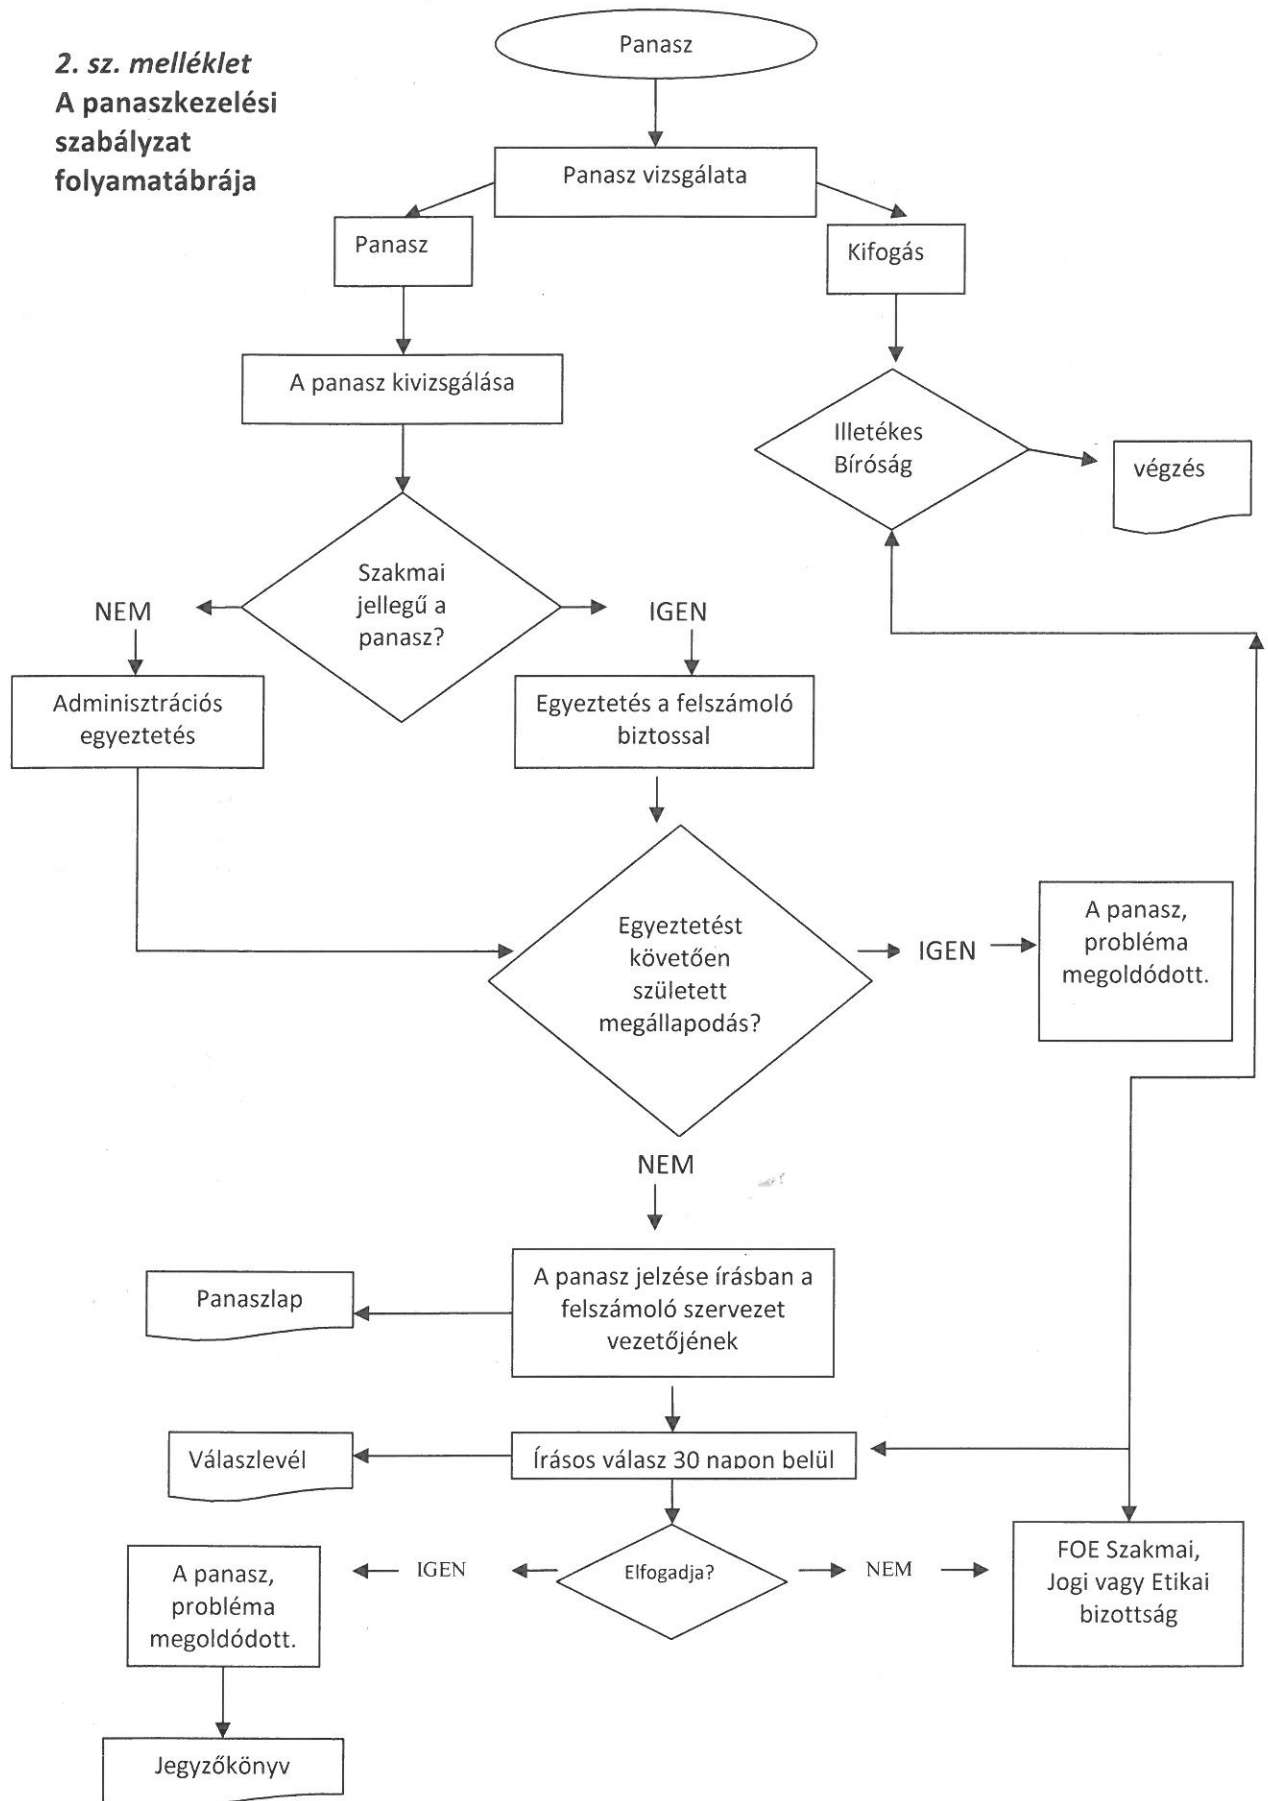 2. sz. melléklet
A panaszkezelési
szabályzat
folyamatábrája
Panasz
Panasz vizsgálata
Panasz
Kifogás
A panasz kivizsgálása
Illetékes
Bíróság
végzés
Szakmai
jellegű a
panasz?
NEM
IGEN
Adminisztrációs
egyeztetés
Egyeztetés a felszámoló
biztossal
Egyeztetést
követően
született
megállapodás?
IGEN
A panasz,
probléma
megoldódott.
NEM
A panasz jelzése írásban a
felszámoló szervezet
vezetőjének
Panaszlap
Írásos válasz 30 napon belül
Válaszlevél
Elfogadja?
IGEN
NEM
A panasz,
probléma
megoldódott.
FOE Szakmai,
Jogi vagy Etikai
bizottság
Jegyzőkönyv